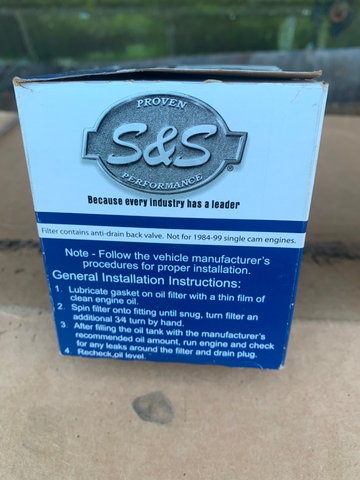 PROVEN
S&S
PERFORMANCE
®
Because every industry has a leader
Filter contains anti-drain back valve. Not for 1984-99 single cam engines.
Note - Follow the vehicle manufacturer's
procedures for proper installation.
General Installation Instructions:
1. Lubricate gasket on oil filter with a thin film of
clean engine oil.
2. Spin filter onto fitting until snug, turn filter an
additional 3⁄4 turn by hand.
3. After filling the oil tank with the manufacturer's
recommended oil amount, run engine and check
for any leaks around the filter and drain plug.
4. Recheck oil level.